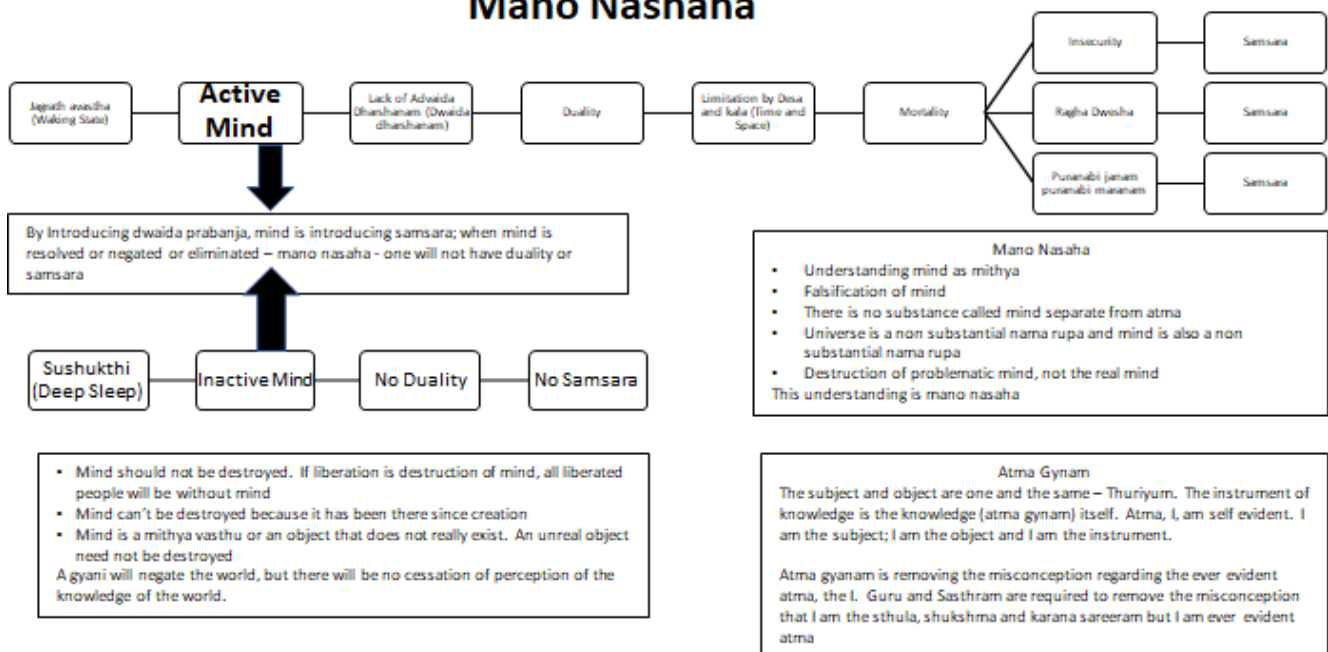 Mano Nashana
Jagrath avastha
(Waking State)
Active
Mind
Lack of Advaida
Dharshanam (Dwaida
dharshanam)
Duality
Limitation by Desa
and kala (Time and
Space)
Mortality
Insecurity
Samsara
Ragha Dwesha
Samsara
Puranabi janam
puranabi maranam
Samsara
By Introducing dwaida prabanja, mind is introducing samsara; when mind is
resolved or negated or eliminated – mano nasaha - one will not have duality or
samsara
Sushukthi
(Deep Sleep)
Inactive Mind
No Duality
No Samsara
Mano Nasaha
▪ Understanding mind as mithya
▪ Falsification of mind
▪ There is no substance called mind separate from atma
▪ Universe is a non substantial nama rupa and mind is also a non
substantial nama rupa
▪ Destruction of problematic mind, not the real mind
This understanding is mano nasaha
▪ Mind should not be destroyed. If liberation is destruction of mind, all liberated
people will be without mind
▪ Mind can't be destroyed because it has been there since creation
▪ Mind is a mithya vasthu or an object that does not really exist. An unreal object
need not be destroyed
A gyani will negate the world, but there will be no cessation of perception of the
knowledge of the world.
Atma Gynam
The subject and object are one and the same – Thuriyum. The instrument of
knowledge is the knowledge (atma gynam) itself. Atma, I, am self evident. I
am the subject; I am the object and I am the instrument.
Atma gyanam is removing the misconception regarding the ever evident
atma, the I. Guru and Sasthram are required to remove the misconception
that I am the sthula, shukshma and karana sareeram but I am ever evident
atma